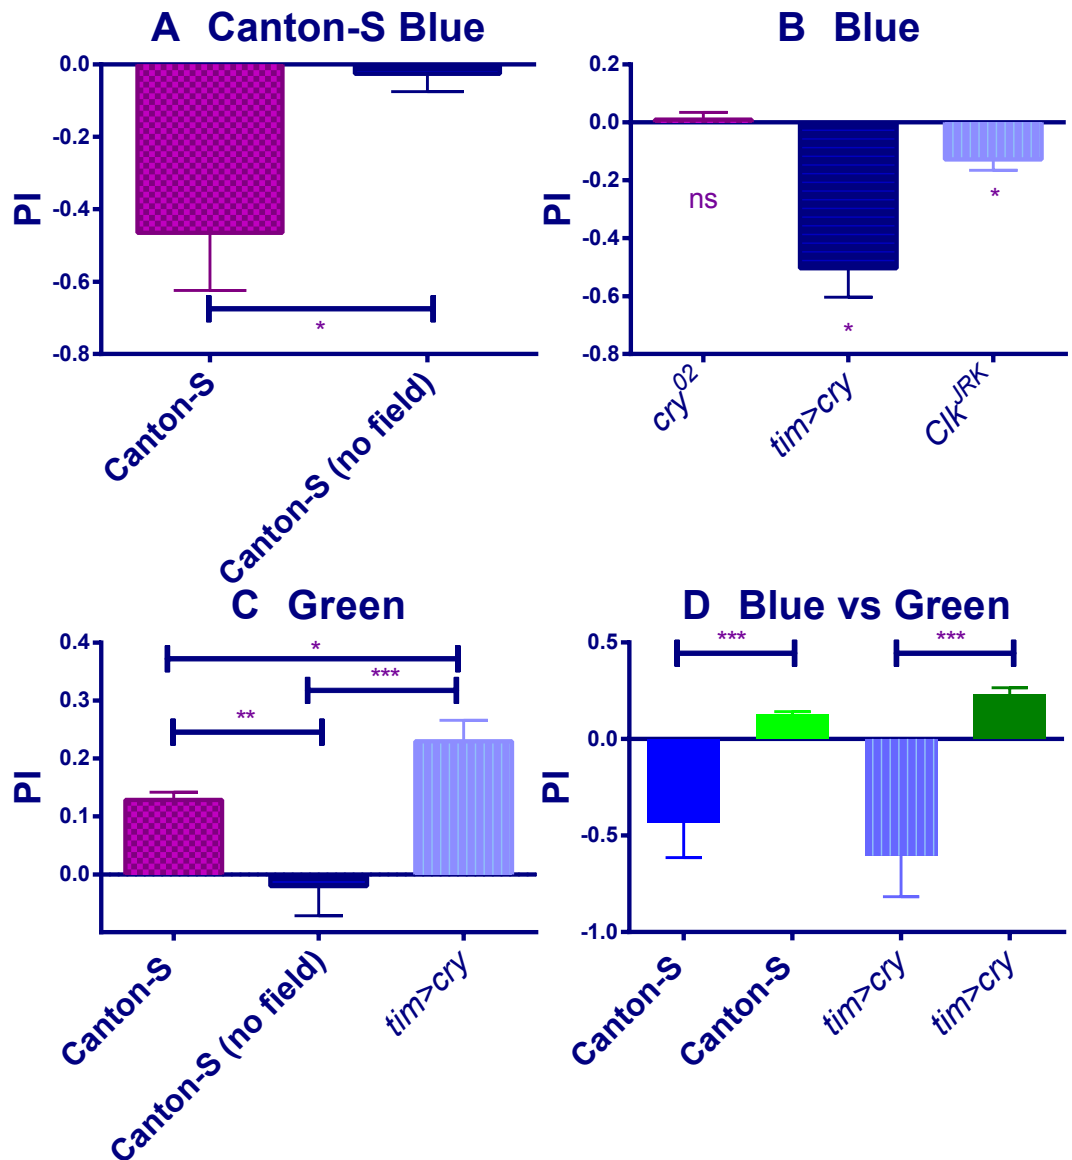 A Canton-S Blue
0.0
-0.2
-0.4
-0.6
-0.8
PI
*
Canton-S
Canton-S (no field)
B Blue
0.2
0.0
-0.2
-0.4
-0.6
-0.8
PI
ns
*
*
cry02
tim>cry
ClkJRK
C Green
0.4
0.3
0.2
0.1
0.0
PI
*
***
**
Canton-S
Canton-S (no field)
tim>cry
D Blue vs Green
0.5
0.0
-0.5
-1.0
PI
***
***
Canton-S
Canton-S
tim>cry
tim>cry